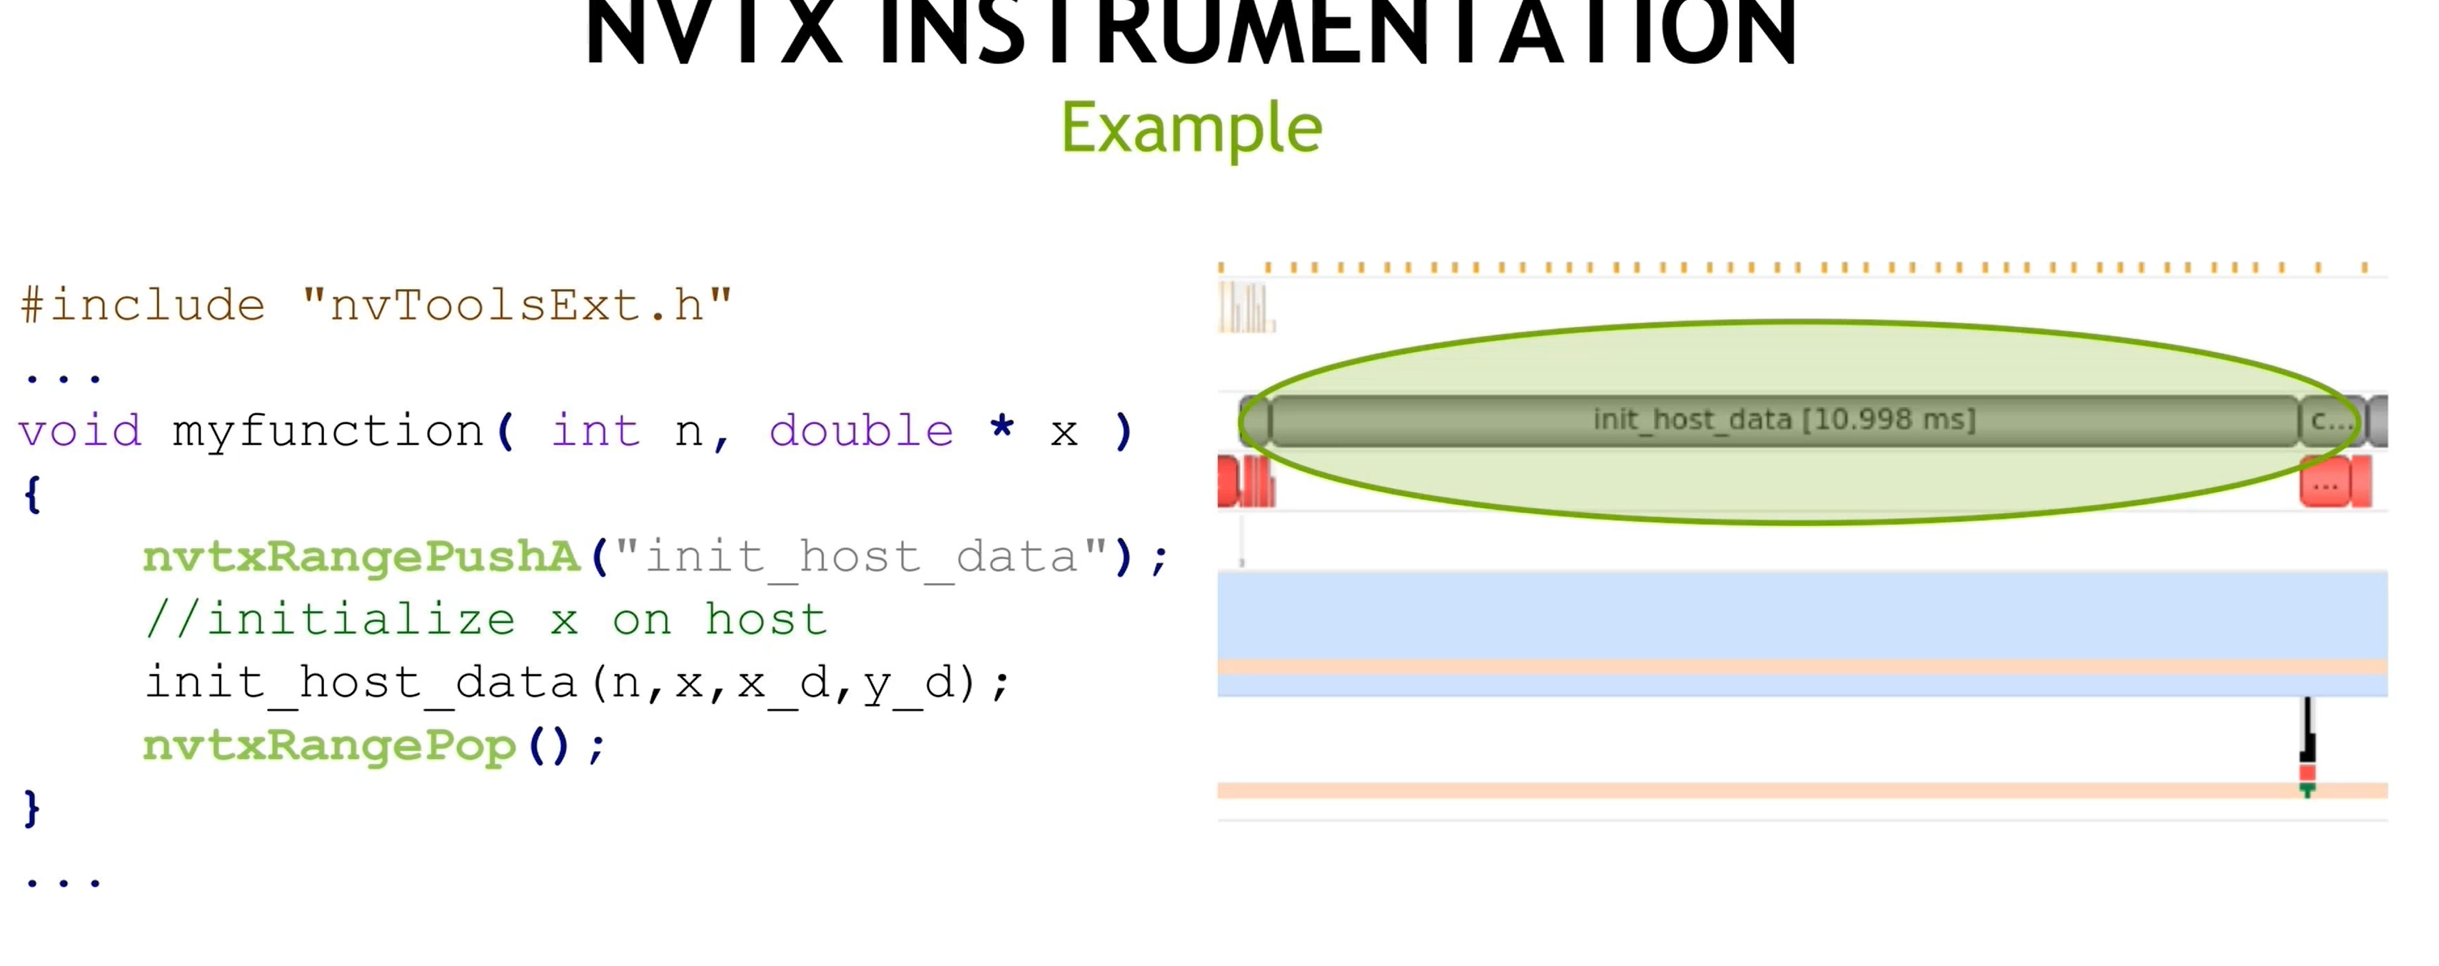 NVTX INSTRUMENTATION
Example
#include "nvToolsExt.h"
...
void myfunction( int n, double * x )
{
nvtxRangePushA("init_host_data");
//initialize x on host
init_host_data(n,x,x_d,y_d);
nvtxRangePop();
}
...
init_host_data [10.998 ms]
c...
...